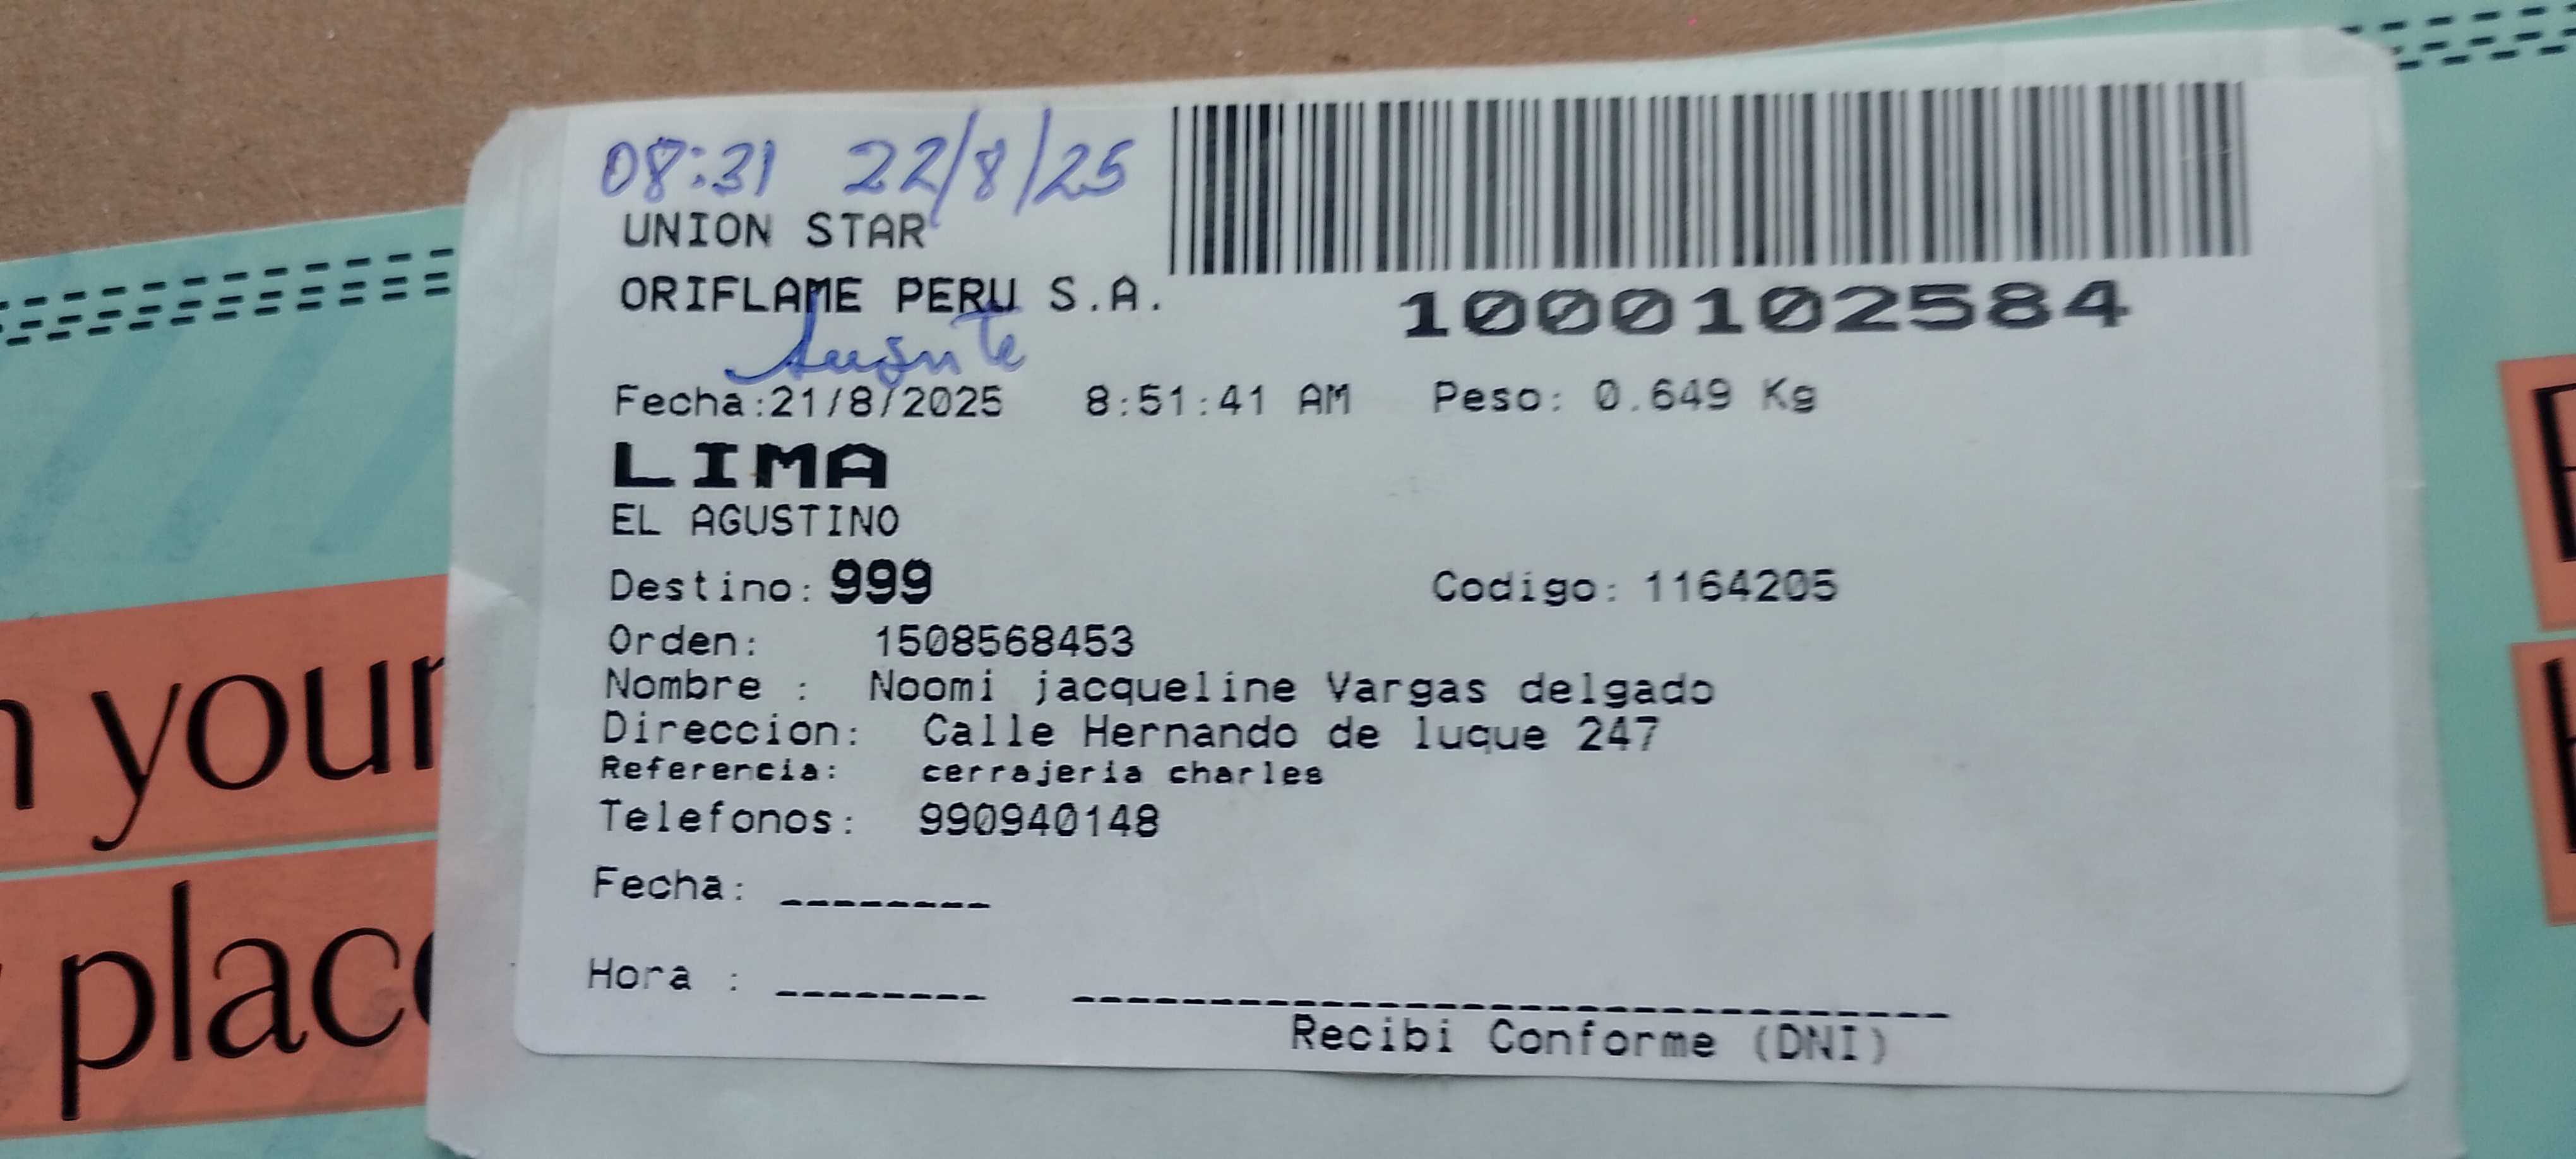 08:31 22/8/25
UNION STAR
ORIFLAME PERU S.A.
1000102584
Fecha:21/8/2025 8:51:41 AM Peso: 0.649 Kg
LIMA
EL AGUSTINO
Destino: 999 Codigo: 1164205
Orden: 1508568453
Nombre : Noomi jacqueline Vargas delgado
Direccion: Calle Hernando de luque 247
Referencia: cerrajeria charles
Telefonos: 990940148
Fecha: ________
Hora : ________
Recibi Conforme (DNI)
your